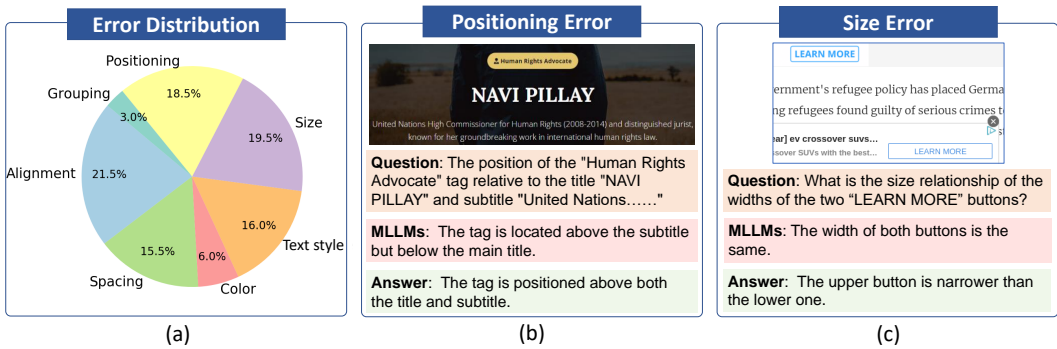 Error Distribution
Positioning
18.5%
Grouping
3.0%
Size
19.5%
Alignment
21.5%
16.0%
Text style
15.5%
6.0%
Spacing
Color
(a)
Positioning Error
Human Rights Advocate
NAVI PILLAY
United Nations High Commissioner for Human Rights (2008-2014) and distinguished jurist,
known for her groundbreaking work in international human rights law.
Question: The position of the "Human Rights
Advocate" tag relative to the title "NAVI
PILLAY" and subtitle "United Nations……"
MLLMs: The tag is located above the subtitle
but below the main title.
Answer: The tag is positioned above both
the title and subtitle.
(b)
Size Error
LEARN MORE
ernment's refugee policy has placed Germa
ng refugees found guilty of serious crimes t
ear] ev crossover suvs...
ssover SUVs with the best...
LEARN MORE
Question: What is the size relationship of the
widths of the two “LEARN MORE” buttons?
MLLMs: The width of both buttons is the
same.
Answer: The upper button is narrower than
the lower one.
(c)